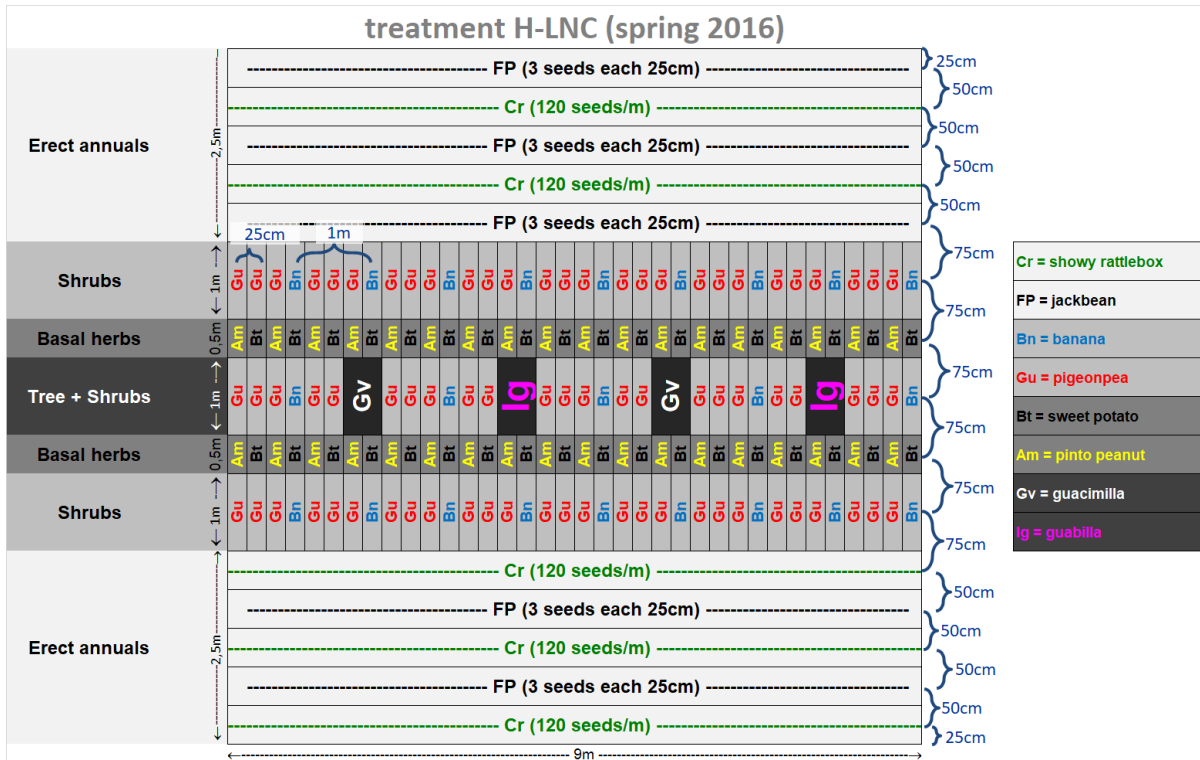 treatment H-LNC (spring 2016)
25cm
FP (3 seeds each 25cm)
50cm
Cr (120 seeds/m)
50cm
Erect annuals
2,5m
FP (3 seeds each 25cm)
50cm
Cr (120 seeds/m)
50cm
FP (3 seeds each 25cm)
25cm
1m
75cm
Shrubs
1m
Gu Gu Gu Bn Gu Gu Gu Bn Gu Gu Gu Bn Gu Gu Gu Bn Gu Gu Gu Bn Gu Gu Gu Bn Gu Gu Gu Bn Gu Gu Gu Bn Gu Gu Gu Bn
75cm
Basal herbs
0,5m
Am Bt Am Bt Am Bt Am Bt Am Bt Am Bt Am Bt Am Bt Am Bt Am Bt Am Bt Am Bt Am Bt Am Bt Am Bt Am Bt Am Bt Am Bt
75cm
Tree + Shrubs
1m
Gu Gu Gu Bn Gu Gu Gv Gu Gu Gu Bn Gu Gu Ig Gu Gu Gu Bn Gu Gu Gv Gu Gu Gu Bn Gu Gu Ig Gu Gu Gu Bn
75cm
Basal herbs
0,5m
Am Bt Am Bt Am Bt Am Bt Am Bt Am Bt Am Bt Am Bt Am Bt Am Bt Am Bt Am Bt Am Bt Am Bt Am Bt Am Bt Am Bt Am Bt
75cm
Shrubs
1m
Gu Gu Gu Bn Gu Gu Gu Bn Gu Gu Gu Bn Gu Gu Gu Bn Gu Gu Gu Bn Gu Gu Gu Bn Gu Gu Gu Bn Gu Gu Gu Bn Gu Gu Gu Bn
75cm
Cr (120 seeds/m)
50cm
FP (3 seeds each 25cm)
50cm
Erect annuals
2,5m
Cr (120 seeds/m)
50cm
FP (3 seeds each 25cm)
50cm
Cr (120 seeds/m)
25cm
9m
Cr = showy rattlebox
FP = jackbean
Bn = banana
Gu = pigeonpea
Bt = sweet potato
Am = pinto peanut
Gv = guacimilla
Ig = guabilla